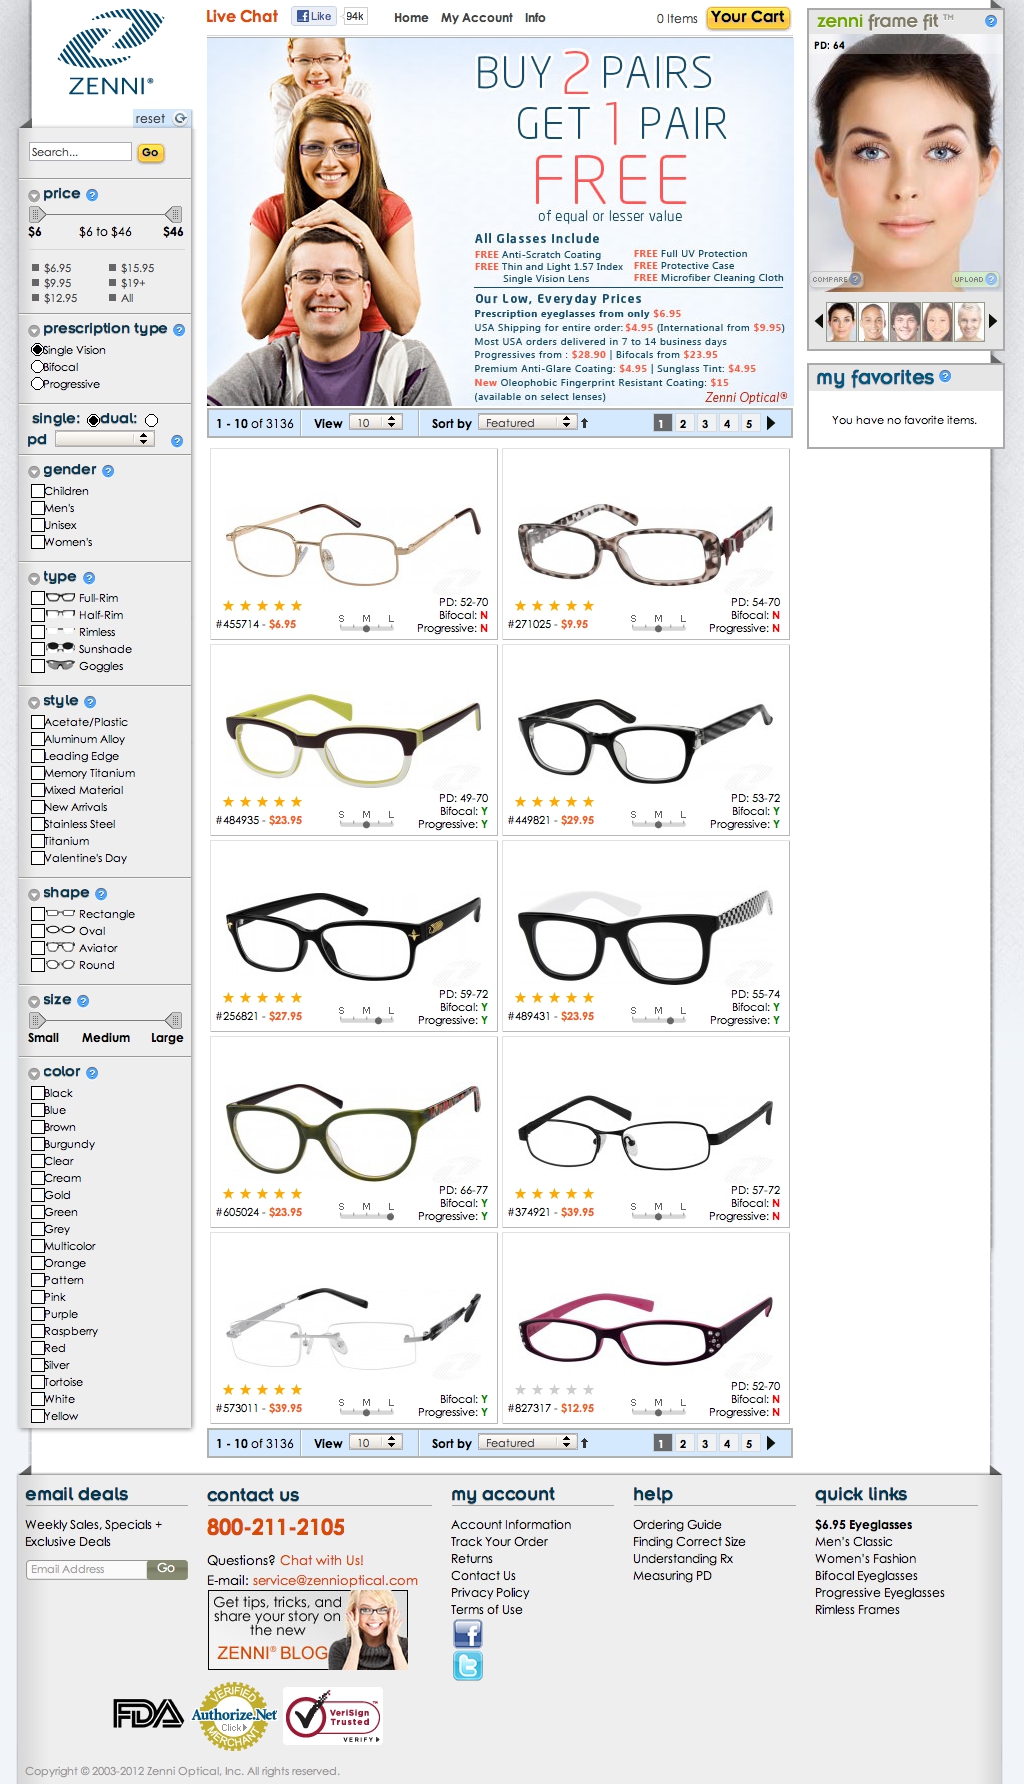 ZENNI®
reset
Search...
Go
price
$6
$6 to $46
$46
$6.95
$15.95
$9.95
$19+
$12.95
All
prescription type
Single Vision
Bifocal
Progressive
single:
dual:
pd
gender
Children
Men's
Unisex
Women's
type
Full-Rim
Half-Rim
Rimless
Sunshade
Goggles
style
Acetate/Plastic
Aluminum Alloy
Leading Edge
Memory Titanium
Mixed Material
New Arrivals
Stainless Steel
Titanium
Valentine's Day
shape
Rectangle
Oval
Aviator
Round
size
Small
Medium
Large
color
Black
Blue
Brown
Burgundy
Clear
Cream
Gold
Green
Grey
Multicolor
Orange
Pattern
Pink
Purple
Raspberry
Red
Silver
Tortoise
White
Yellow
Live Chat
Like
94k
Home
My Account
Info
0 Items
Your Cart
BUY 2 PAIRS
GET 1 PAIR
FREE
of equal or lesser value
All Glasses Include
FREE Anti-Scratch Coating
FREE Full UV Protection
FREE Thin and Light 1.57 Index
FREE Protective Case
Single Vision Lens
FREE Microfiber Cleaning Cloth
Our Low, Everyday Prices
Prescription eyeglasses from only $6.95
USA Shipping for entire order: $4.95 (International from $9.95)
Most USA orders delivered in 7 to 14 business days
Progressives from : $28.90 | Bifocals from $23.95
Premium Anti-Glare Coating: $4.95 | Sunglass Tint: $4.95
New Oleophobic Fingerprint Resistant Coating: $15
(available on select lenses)
Zenni Optical®
1 - 10 of 3136
View
10
Sort by
Featured
1
2
3
4
5
S M L
PD: 52-70
Bifocal: N
#455714 - $6.95
Progressive: N
S M L
PD: 54-70
Bifocal: N
#271025 - $9.95
Progressive: N
S M L
PD: 49-70
Bifocal: Y
#484935 - $23.95
Progressive: Y
S M L
PD: 53-72
Bifocal: Y
#449821 - $29.95
Progressive: Y
S M L
PD: 59-72
Bifocal: Y
#256821 - $27.95
Progressive: Y
S M L
PD: 55-74
Bifocal: Y
#489431 - $23.95
Progressive: Y
S M L
PD: 66-77
Bifocal: Y
#605024 - $23.95
Progressive: Y
S M L
PD: 57-72
Bifocal: N
#374921 - $39.95
Progressive: N
S M L
Bifocal: Y
#573011 - $39.95
Progressive: Y
S M L
PD: 52-70
Bifocal: N
#827317 - $12.95
Progressive: N
1 - 10 of 3136
View
10
Sort by
Featured
1
2
3
4
5
zenni frame fit ™
PD: 64
COMPARE
UPLOAD
my favorites
You have no favorite items.
email deals
Weekly Sales, Specials +
Exclusive Deals
Email Address
Go
contact us
800-211-2105
Questions? Chat with Us!
E-mail: service@zennioptical.com
Get tips, tricks, and
share your story on
the new
ZENNI® BLOG
my account
Account Information
Track Your Order
Returns
Contact Us
Privacy Policy
Terms of Use
help
Ordering Guide
Finding Correct Size
Understanding Rx
Measuring PD
quick links
$6.95 Eyeglasses
Men's Classic
Women's Fashion
Bifocal Eyeglasses
Progressive Eyeglasses
Rimless Frames
FDA
VERIFIED
Authorize.Net
Click
MERCHANT
VeriSign
Trusted
VERIFY
Copyright © 2003-2012 Zenni Optical, Inc. All rights reserved.